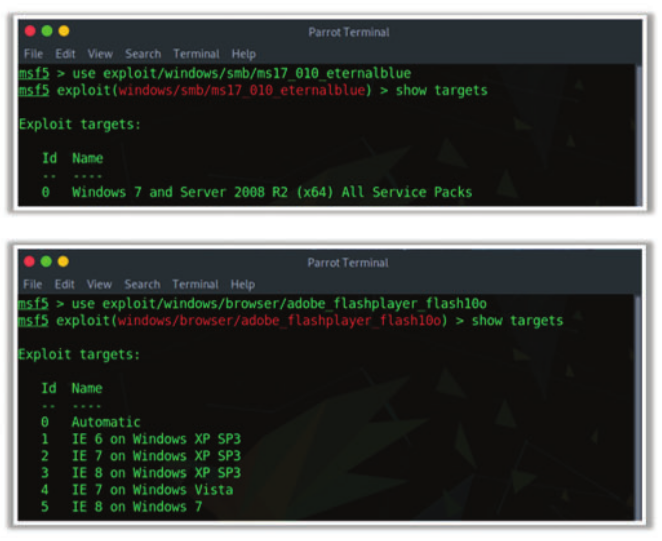 Parrot Terminal
File Edit View Search Terminal Help
msf5 > use exploit/windows/smb/ms17_010_eternalblue
msf5 exploit(windows/smb/ms17_010_eternalblue) > show targets
Exploit targets:
Id Name
-- ----
0 Windows 7 and Server 2008 R2 (x64) All Service Packs
Parrot Terminal
File Edit View Search Terminal Help
msf5 > use exploit/windows/browser/adobe_flashplayer_flash10o
msf5 exploit(windows/browser/adobe_flashplayer_flash10o) > show targets
Exploit targets:
Id Name
-- ----
0 Automatic
1 IE 6 on Windows XP SP3
2 IE 7 on Windows XP SP3
3 IE 8 on Windows XP SP3
4 IE 7 on Windows Vista
5 IE 8 on Windows 7